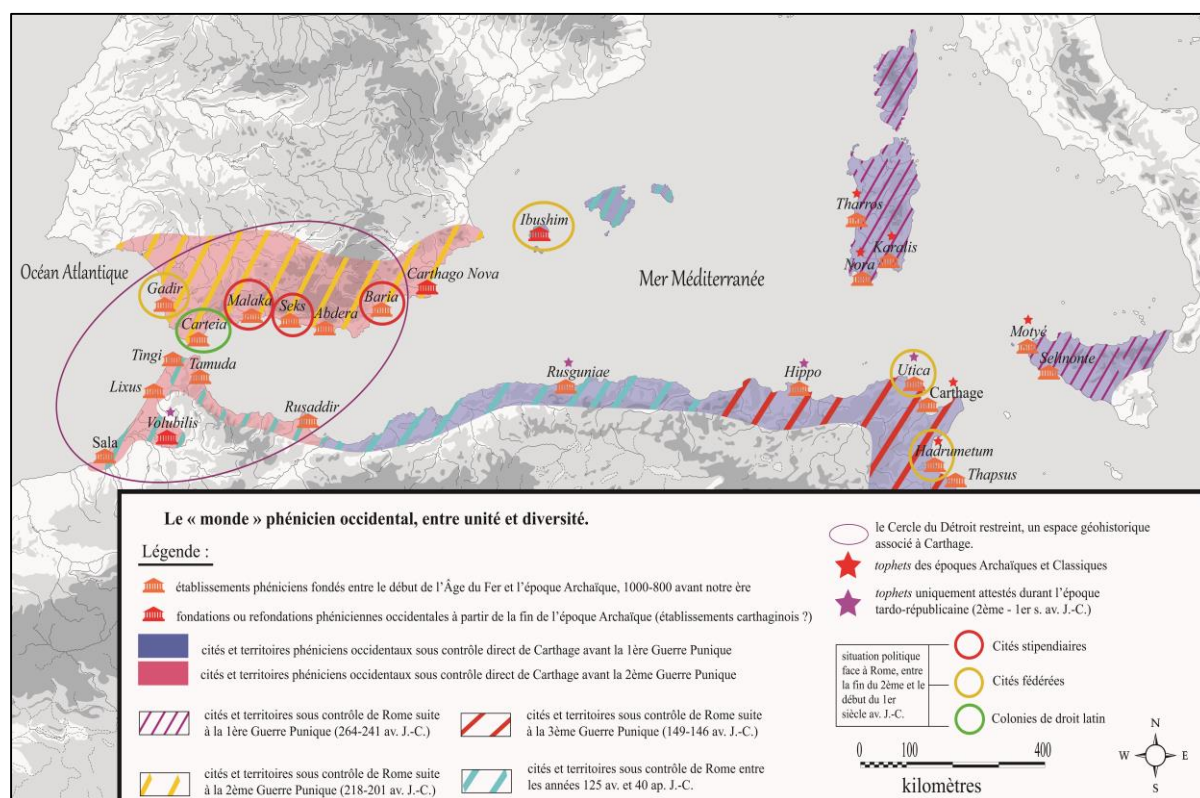 Océan Atlantique
Mer Méditerranée
Ibushim
Tharros
Karalis
Nora
Gadir
Malaka
Seks
Abdera
Baria
Carthago Nova
Carteia
Motyé
Selinonte
Tingi
Tamuda
Lixus
Rusaddir
Volubilis
Sala
Rusguniae
Hippo
Utica
Carthage
Hadrumetum
Thapsus
Le « monde » phénicien occidental, entre unité et diversité.
Légende :
établissements phéniciens fondés entre le début de l'Âge du Fer et l'époque Archaïque, 1000-800 avant notre ère
fondations ou refondations phéniciennes occidentales à partir de la fin de l'époque Archaïque (établissements carthaginois ?)
cités et territoires phéniciens occidentaux sous contrôle direct de Carthage avant la 1ère Guerre Punique
cités et territoires phéniciens occidentaux sous contrôle direct de Carthage avant la 2ème Guerre Punique
cités et territoires sous contrôle de Rome suite
à la 1ère Guerre Punique (264-241 av. J.-C.)
cités et territoires sous contrôle de Rome suite
à la 3ème Guerre Punique (149-146 av. J.-C.)
cités et territoires sous contrôle de Rome suite
à la 2ème Guerre Punique (218-201 av. J.-C.)
cités et territoires sous contrôle de Rome entre
les années 125 av. et 40 ap. J.-C.
le Cercle du Détroit restreint, un espace géohistorique
associé à Carthage.
tophets des époques Archaïques et Classiques
tophets uniquement attestés durant l'époque
tardo-républicaine (2ème - 1er s. av. J.-C.)
situation politique
face à Rome, entre
la fin du 2ème et le
début du 1er
siècle av. J.-C.
Cités stipendiaires
Cités fédérées
Colonies de droit latin
0 100 400
kilomètres
N
W E
S